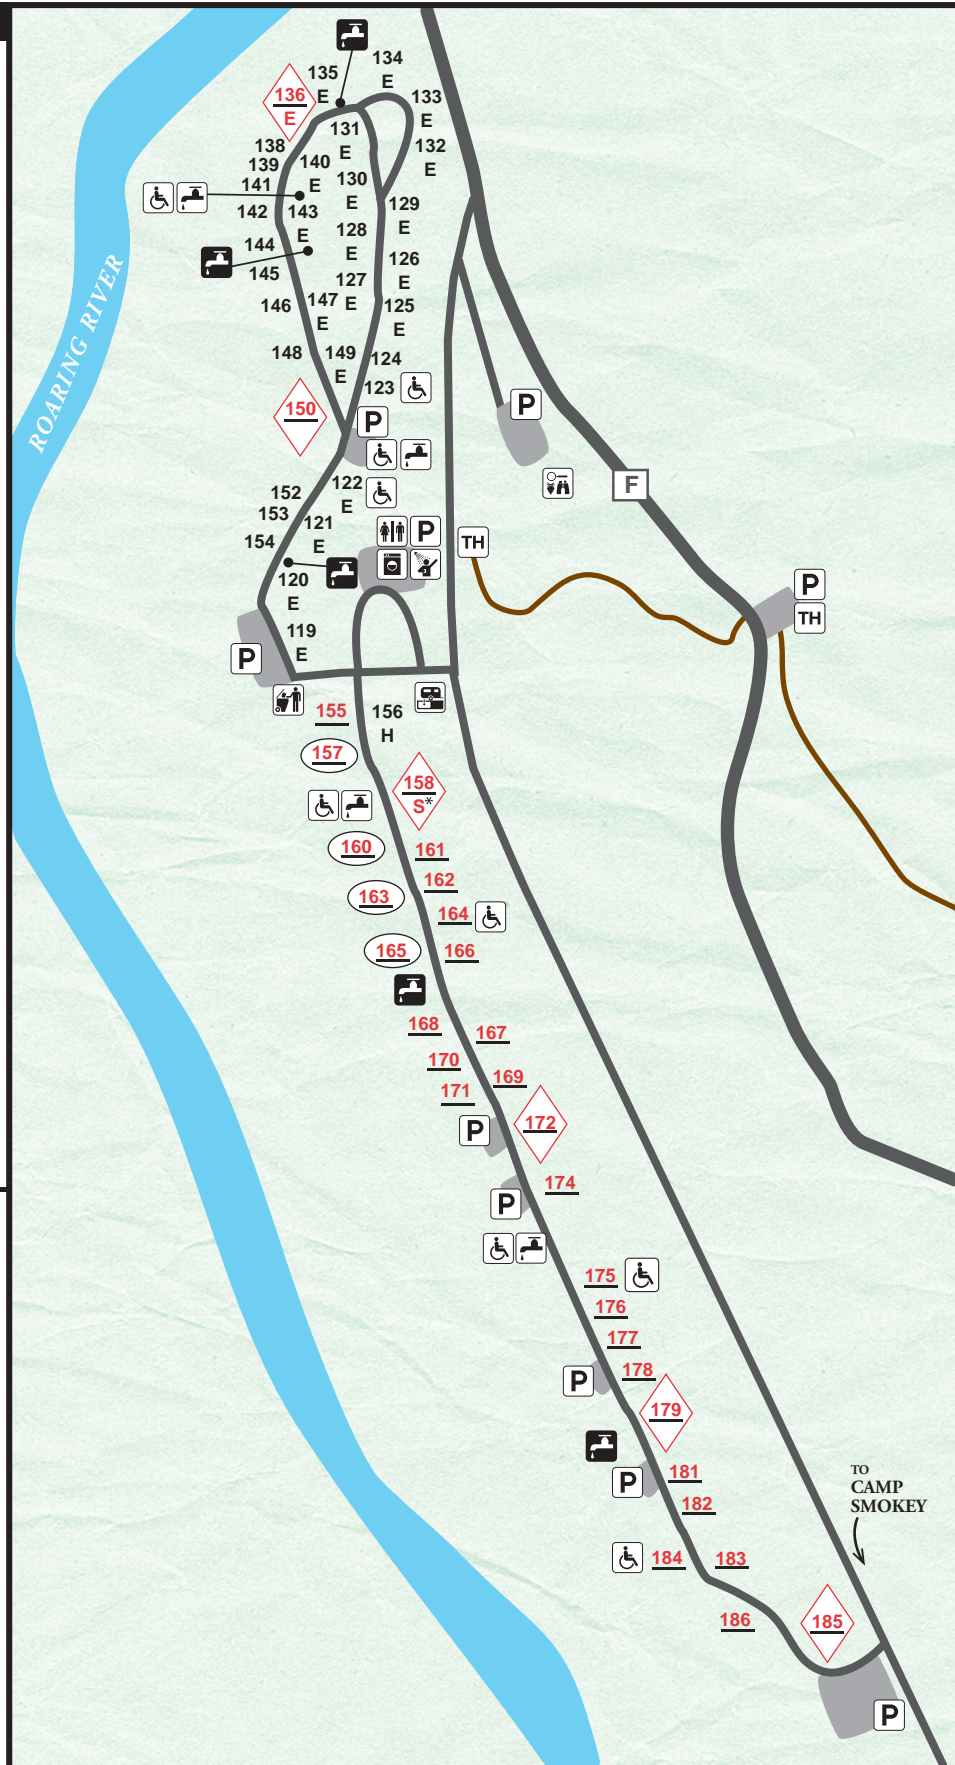 134
E
135
E
136
E
133
E
131
E
132
E
138
139
140
E
141
130
E
142
143
E
129
E
128
E
144
145
126
E
127
E
146
147
E
125
E
148
149
E
124
123
150
P
P
ROARING RIVER
F
122
E
152
153
121
E
P
154
TH
120
E
P
TH
119
E
P
155
156
H
157
158
S*
160
161
162
163
164
165
166
168
167
170
169
171
172
P
174
P
175
176
177
178
P
179
181
P
182
TO
CAMP
SMOKEY
184
183
186
185
P